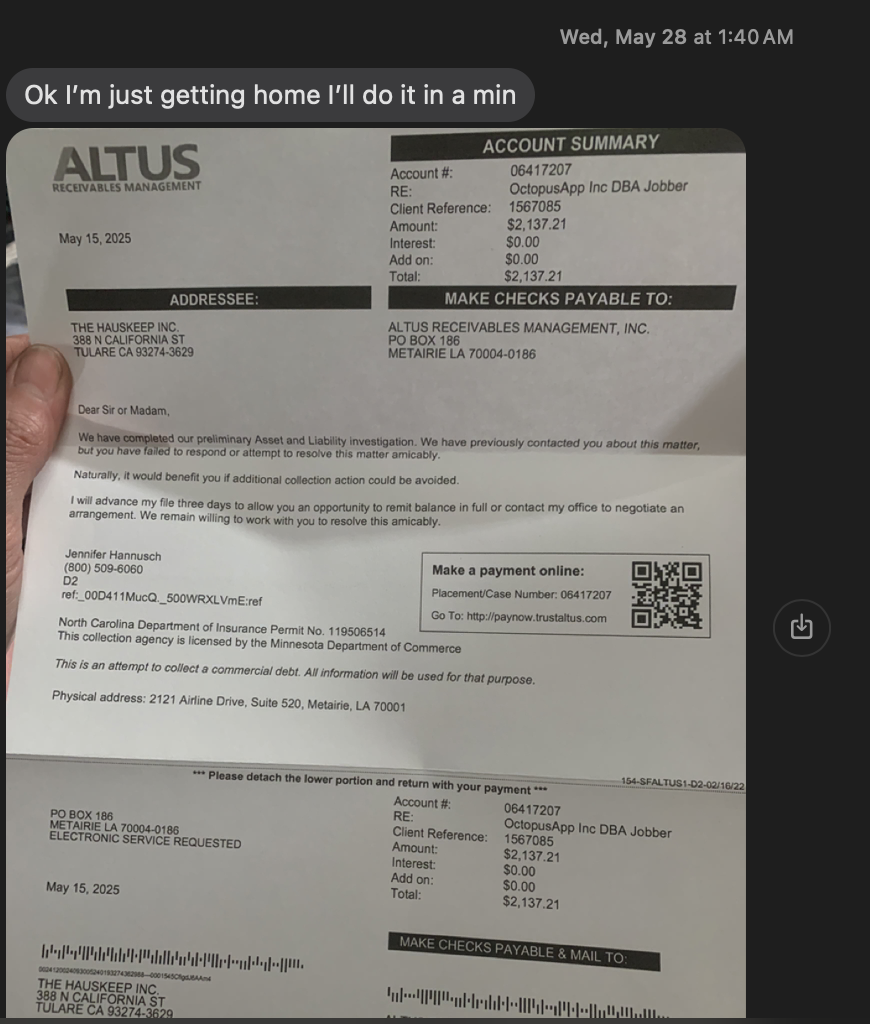 Wed, May 28 at 1:40 AM
Ok I’m just getting home I’ll do it in a min
ALTUS
RECEIVABLES MANAGEMENT
May 15, 2025
ACCOUNT SUMMARY
Account #: 06417207
RE: OctopusApp Inc DBA Jobber
Client Reference: 1567085
Amount: $2,137.21
Interest: $0.00
Add on: $0.00
Total: $2,137.21
ADDRESSEE:
THE HAUSKEEP INC.
388 N CALIFORNIA ST
TULARE CA 93274-3629
MAKE CHECKS PAYABLE TO:
ALTUS RECEIVABLES MANAGEMENT, INC.
PO BOX 186
METAIRIE LA 70004-0186
Dear Sir or Madam,
We have completed our preliminary Asset and Liability investigation. We have previously contacted you about this matter,
but you have failed to respond or attempt to resolve this matter amicably.
Naturally, it would benefit you if additional collection action could be avoided.
I will advance my file three days to allow you an opportunity to remit balance in full or contact my office to negotiate an
arrangement. We remain willing to work with you to resolve this amicably.
Jennifer Hannusch
(800) 509-6060
D2
ref:_00D411MucQ._500WRXLVmE:ref
Make a payment online:
Placement/Case Number: 06417207
Go To: http://paynow.trustaltus.com
North Carolina Department of Insurance Permit No. 119506514
This collection agency is licensed by the Minnesota Department of Commerce
This is an attempt to collect a commercial debt. All information will be used for that purpose.
Physical address: 2121 Airline Drive, Suite 520, Metairie, LA 70001
*** Please detach the lower portion and return with your payment ***
154-SFALTUS1-D2-02/16/22
PO BOX 186
METAIRIE LA 70004-0186
ELECTRONIC SERVICE REQUESTED
May 15, 2025
Account #: 06417207
RE: OctopusApp Inc DBA Jobber
Client Reference: 1567085
Amount: $2,137.21
Interest: $0.00
Add on: $0.00
Total: $2,137.21
MAKE CHECKS PAYABLE & MAIL TO:
THE HAUSKEEP INC.
388 N CALIFORNIA ST
TULARE CA 93274-3629